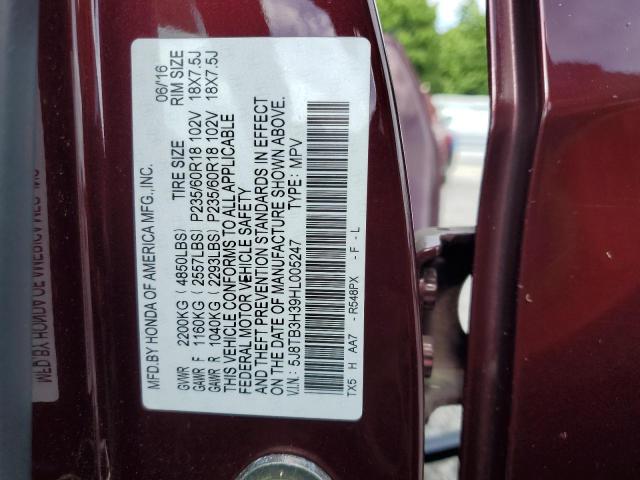 MFD.BY HONDA OF AMERICA MFG.,INC. 06/16
TIRE SIZE RIM SIZE
GVWR 2200KG (4850LBS)
GAWR F 1160KG (2557LBS) P235/60R18 102V 18X7.5J
GAWR R 1040KG (2293LBS) P235/60R18 102V 18X7.5J
THIS VEHICLE CONFORMS TO ALL APPLICABLE
FEDERAL MOTOR VEHICLE SAFETY
AND THEFT PREVENTION STANDARDS IN EFFECT
ON THE DATE OF MANUFACTURE SHOWN ABOVE.
V.I.N.: 5J8TB3H39HL005247 TYPE: MPV
TX5 H AA7 -R548PX -F -L